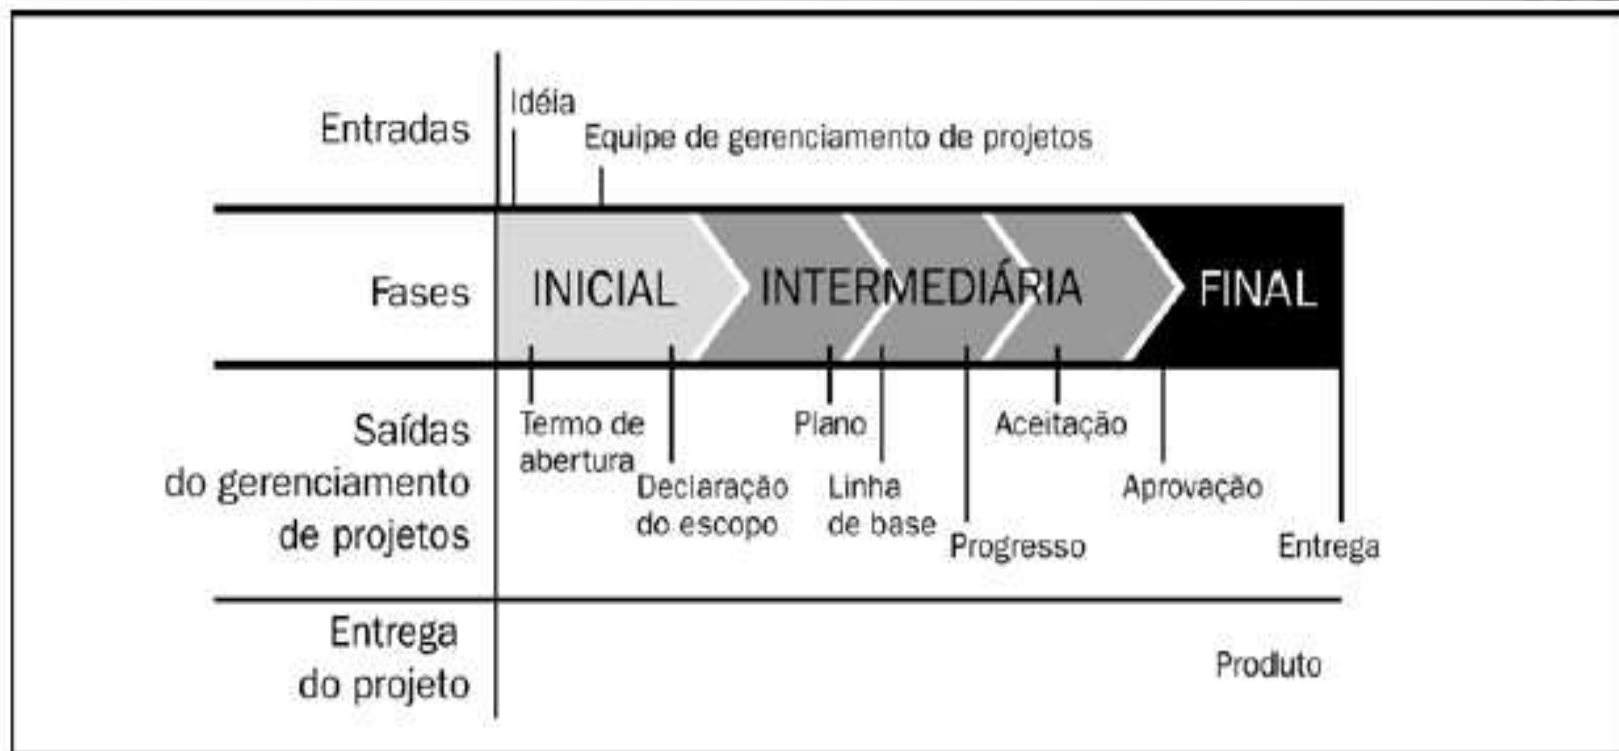 Entradas
Idéia
Equipe de gerenciamento de projetos
Fases
INICIAL
INTERMEDIÁRIA
FINAL
Saídas
do gerenciamento
de projetos
Termo de
abertura
Declaração
do escopo
Plano
Linha
de base
Progresso
Aceitação
Aprovação
Entrega
Entrega
do projeto
Produto